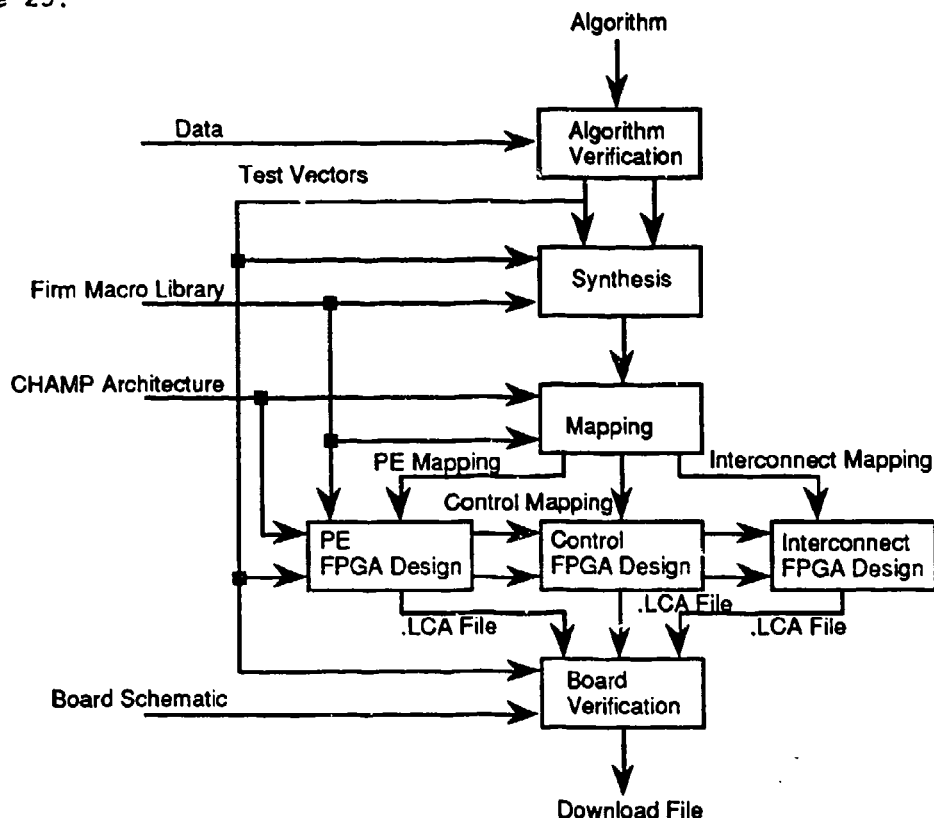 e 25.
Algorithm
Data
Algorithm
Verification
Test Vectors
Synthesis
Firm Macro Library
CHAMP Architecture
Mapping
PE Mapping
Interconnect Mapping
Control Mapping
PE
FPGA Design
Control
FPGA Design
Interconnect
FPGA Design
.LCA File
.LCA File
.LCA File
Board Schematic
Board
Verification
Download File